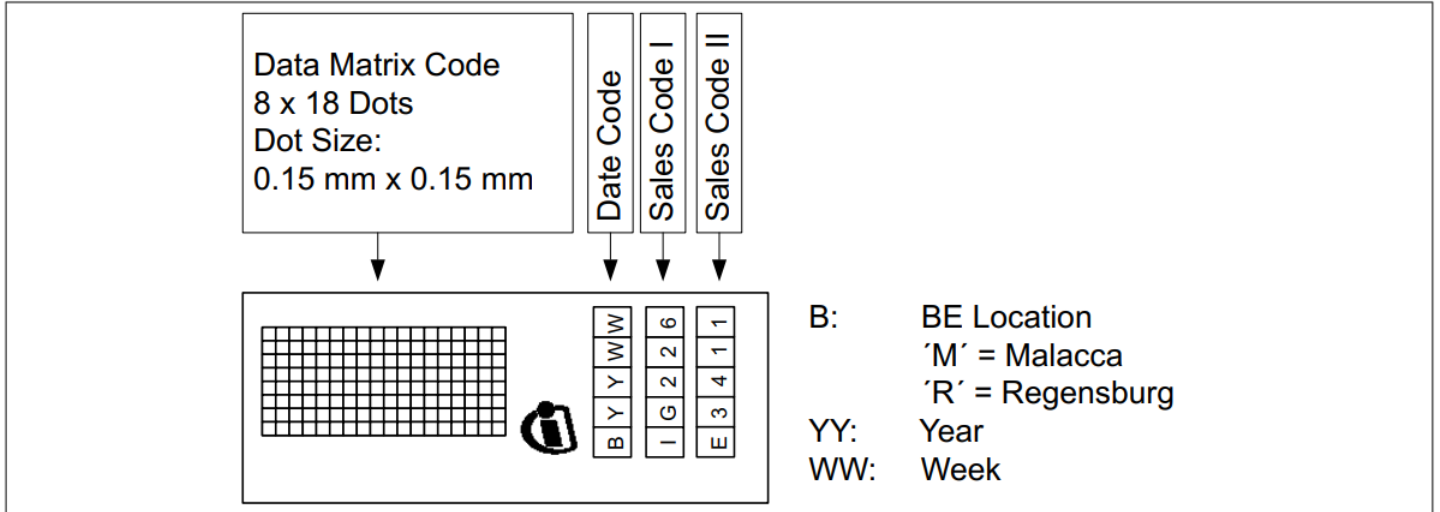 Data Matrix Code
8 x 18 Dots
Dot Size:
0.15 mm x 0.15 mm
Date Code
Sales Code I
Sales Code II
BYYWW
IG226
E3411
B: BE Location
´M´ = Malacca
´R´ = Regensburg
YY: Year
WW: Week